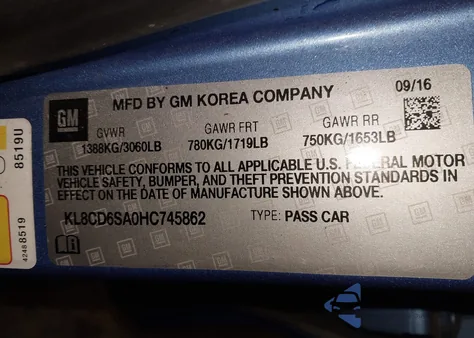 GM
MFD BY GM KOREA COMPANY
09/16
GVWR GAWR FRT GAWR RR
1388KG/3060LB 780KG/1719LB 750KG/1653LB
THIS VEHICLE CONFORMS TO ALL APPLICABLE U.S. FEDERAL MOTOR
VEHICLE SAFETY, BUMPER, AND THEFT PREVENTION STANDARDS IN
EFFECT ON THE DATE OF MANUFACTURE SHOWN ABOVE.
KL8CD6SA0HC745862 TYPE: PASS CAR
8519U
42488519